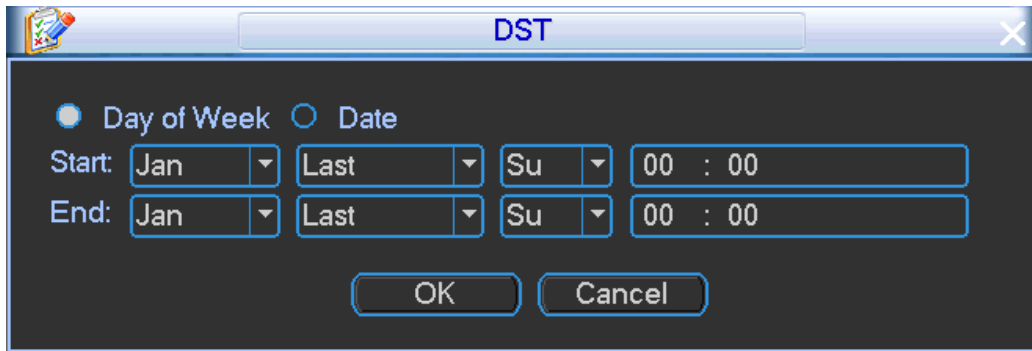 DST
Day of Week Date
Start: Jan Last Su 00 : 00
End: Jan Last Su 00 : 00
OK Cancel